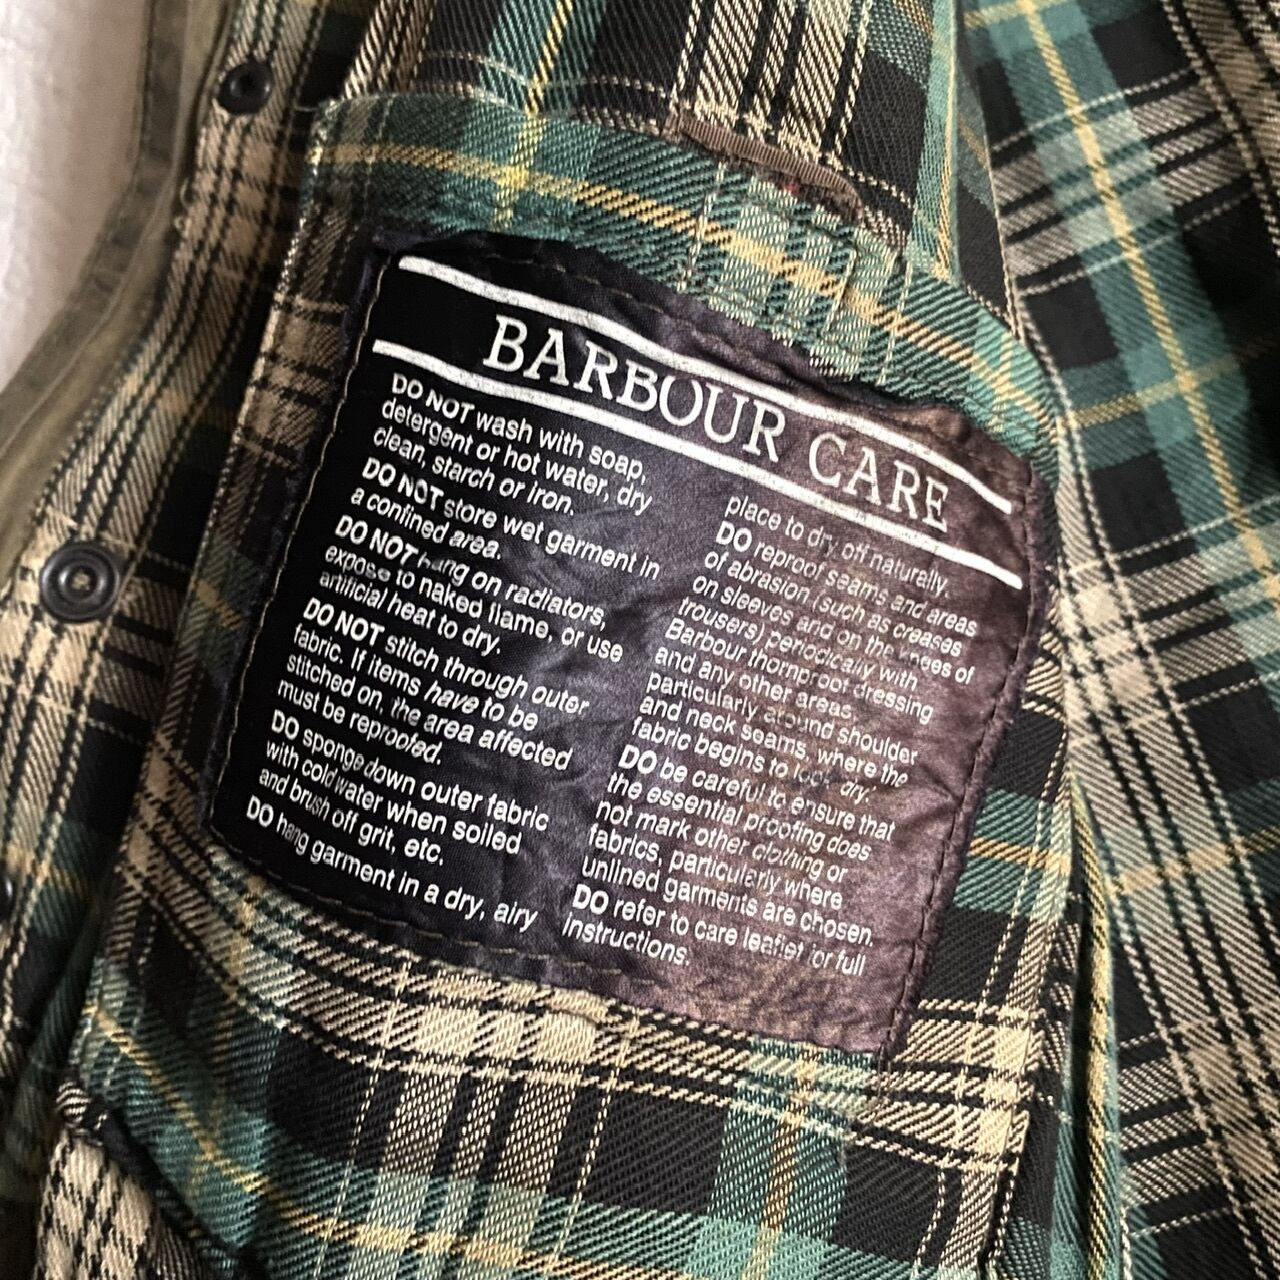 BARBOUR CARE
DO NOT wash with soap,
detergent or hot water, dry
clean, starch or iron.
DO NOT store wet garment in
a confined area.
DO NOT hang on radiators,
expose to naked flame, or use
artificial heat to dry.
DO NOT stitch through outer
fabric. If items have to be
stitched on, the area affected
must be reproofed.
DO sponge down outer fabric
with cold water when soiled
and brush off grit, etc.
DO hang garment in a dry, airy
place to dry off naturally.
DO reproof seams and areas
of abrasion (such as creases
on sleeves and on the knees of
trousers) periodically with
Barbour thornproof dressing
and any other areas,
particularly around shoulder
and neck seams, where the
fabric begins to look dry.
DO be careful to ensure that
the essential proofing does
not mark other clothing or
fabrics, particularly where
unlined garments are chosen.
DO refer to care leaflet for full
instructions.